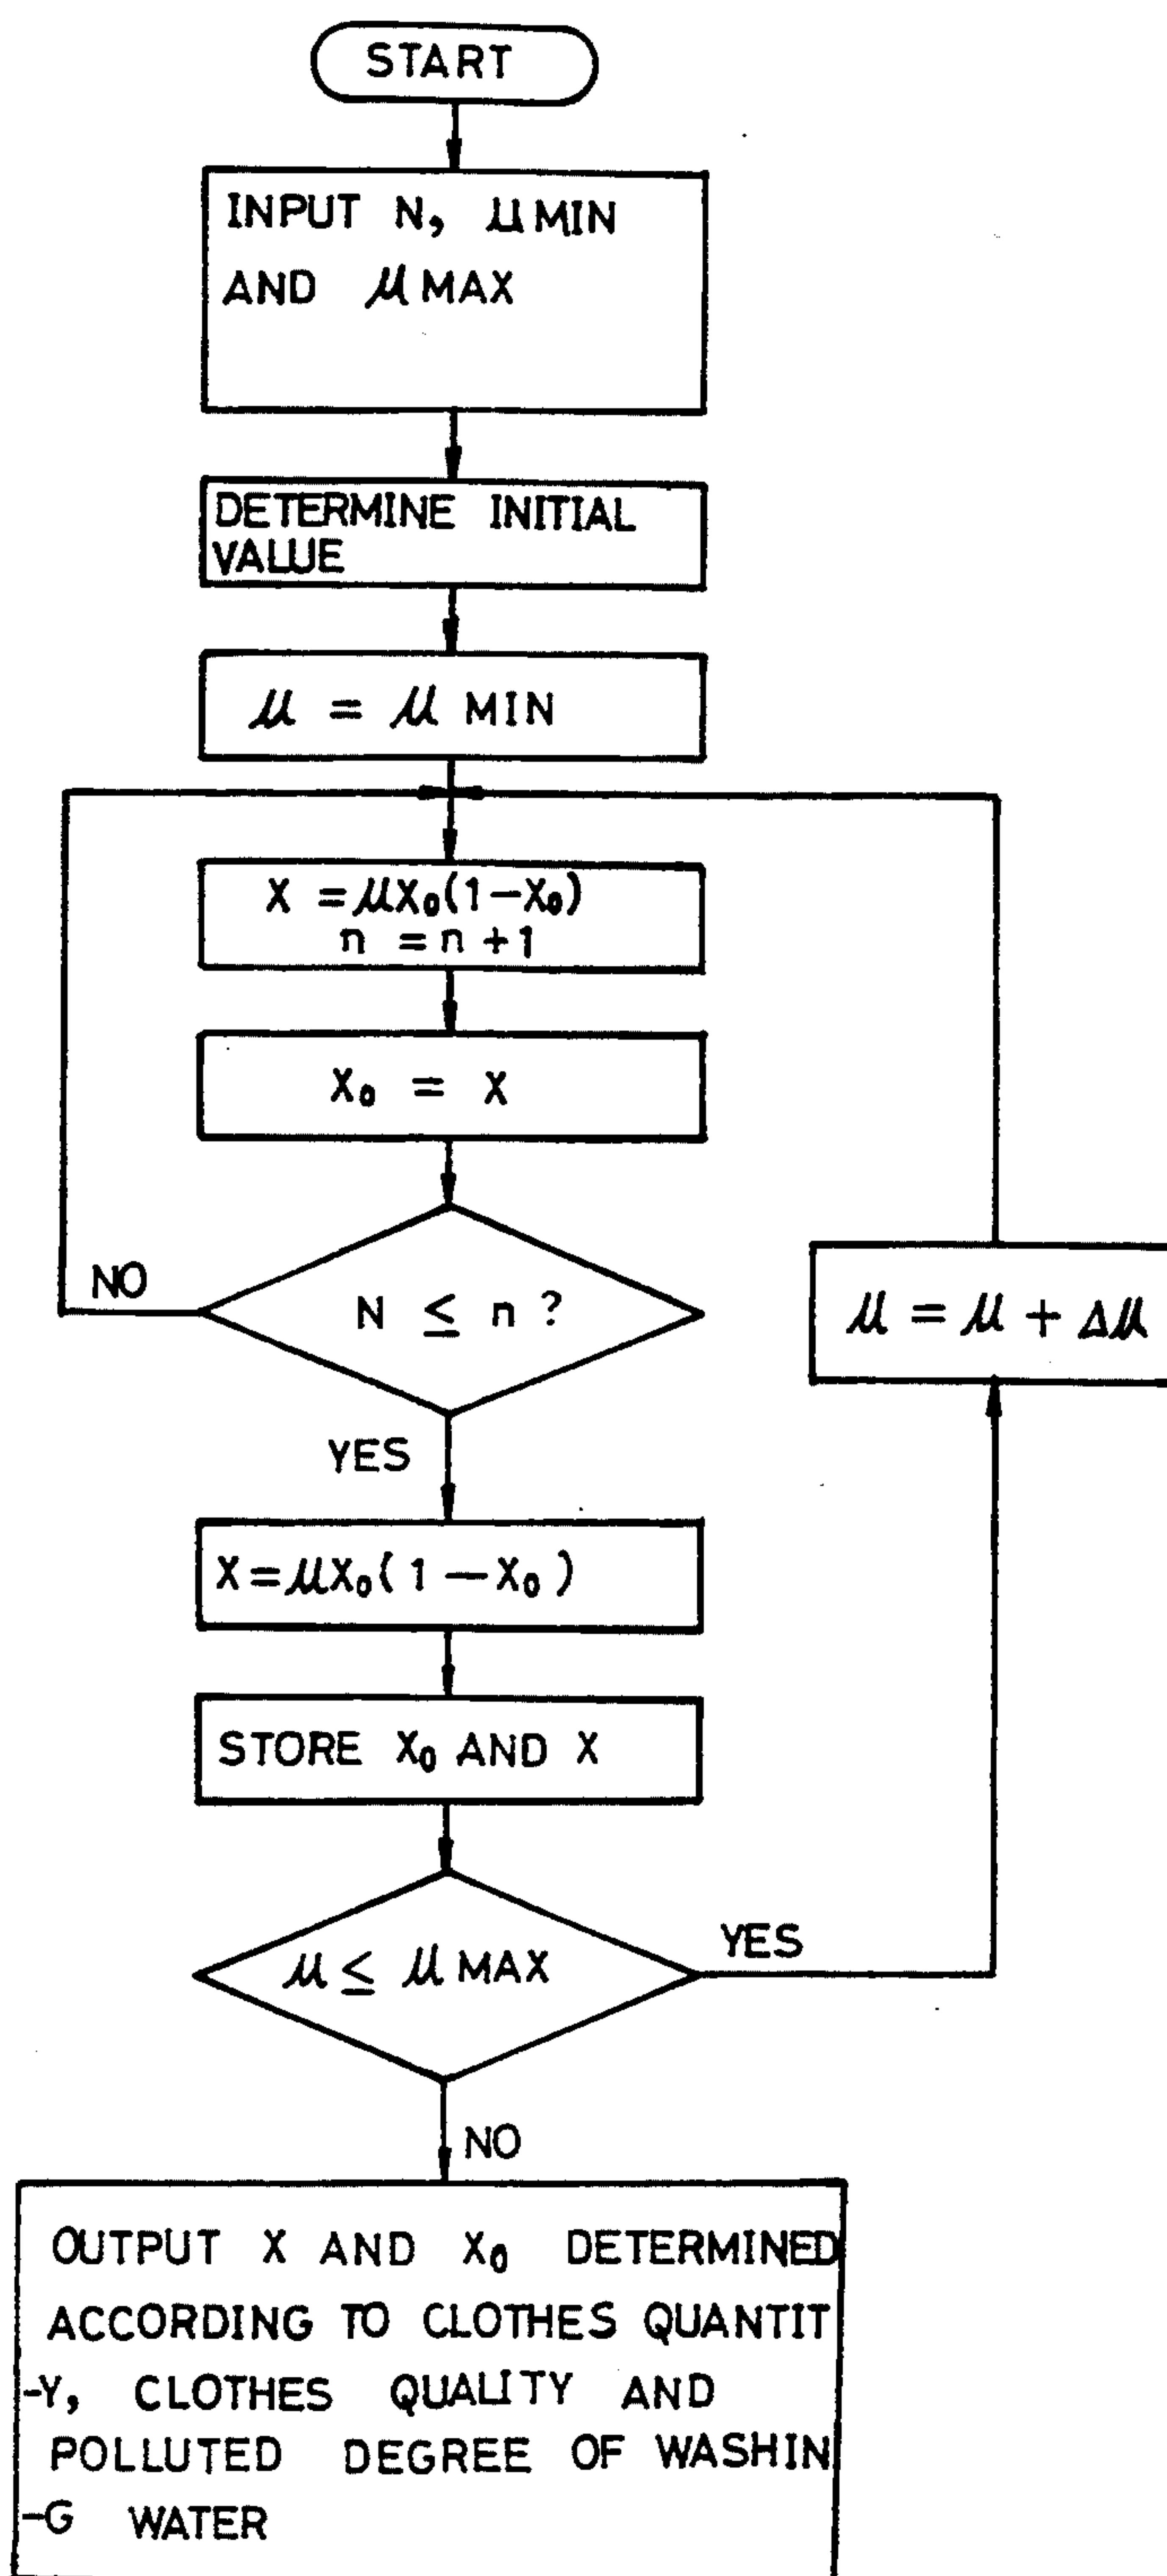 START
INPUT N, μ MIN
AND μ MAX
DETERMINE INITIAL
VALUE
μ = μ MIN
X = μX₀(1-X₀)
n = n+1
X₀ = X
N ≤ n ?
NO
μ = μ + Δμ
YES
X=μX₀(1-X₀)
STORE X₀ AND X
μ ≤ μ MAX
YES
NO
OUTPUT X AND X₀ DETERMINED
ACCORDING TO CLOTHES QUANTIT
-Y, CLOTHES QUALITY AND
POLLUTED DEGREE OF WASHIN
-G WATER